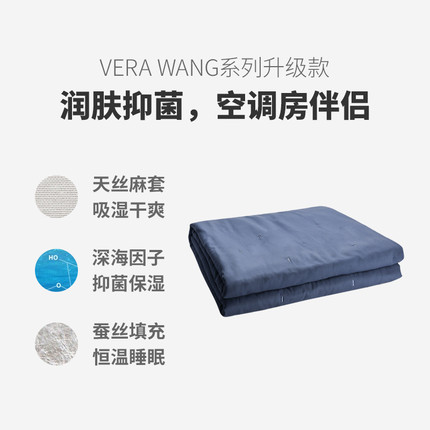 VERA WANG系列升级款
润肤抑菌，空调房伴侣
天丝麻套
吸湿干爽
HO
O
深海因子
抑菌保湿
蚕丝填充
恒温睡眠